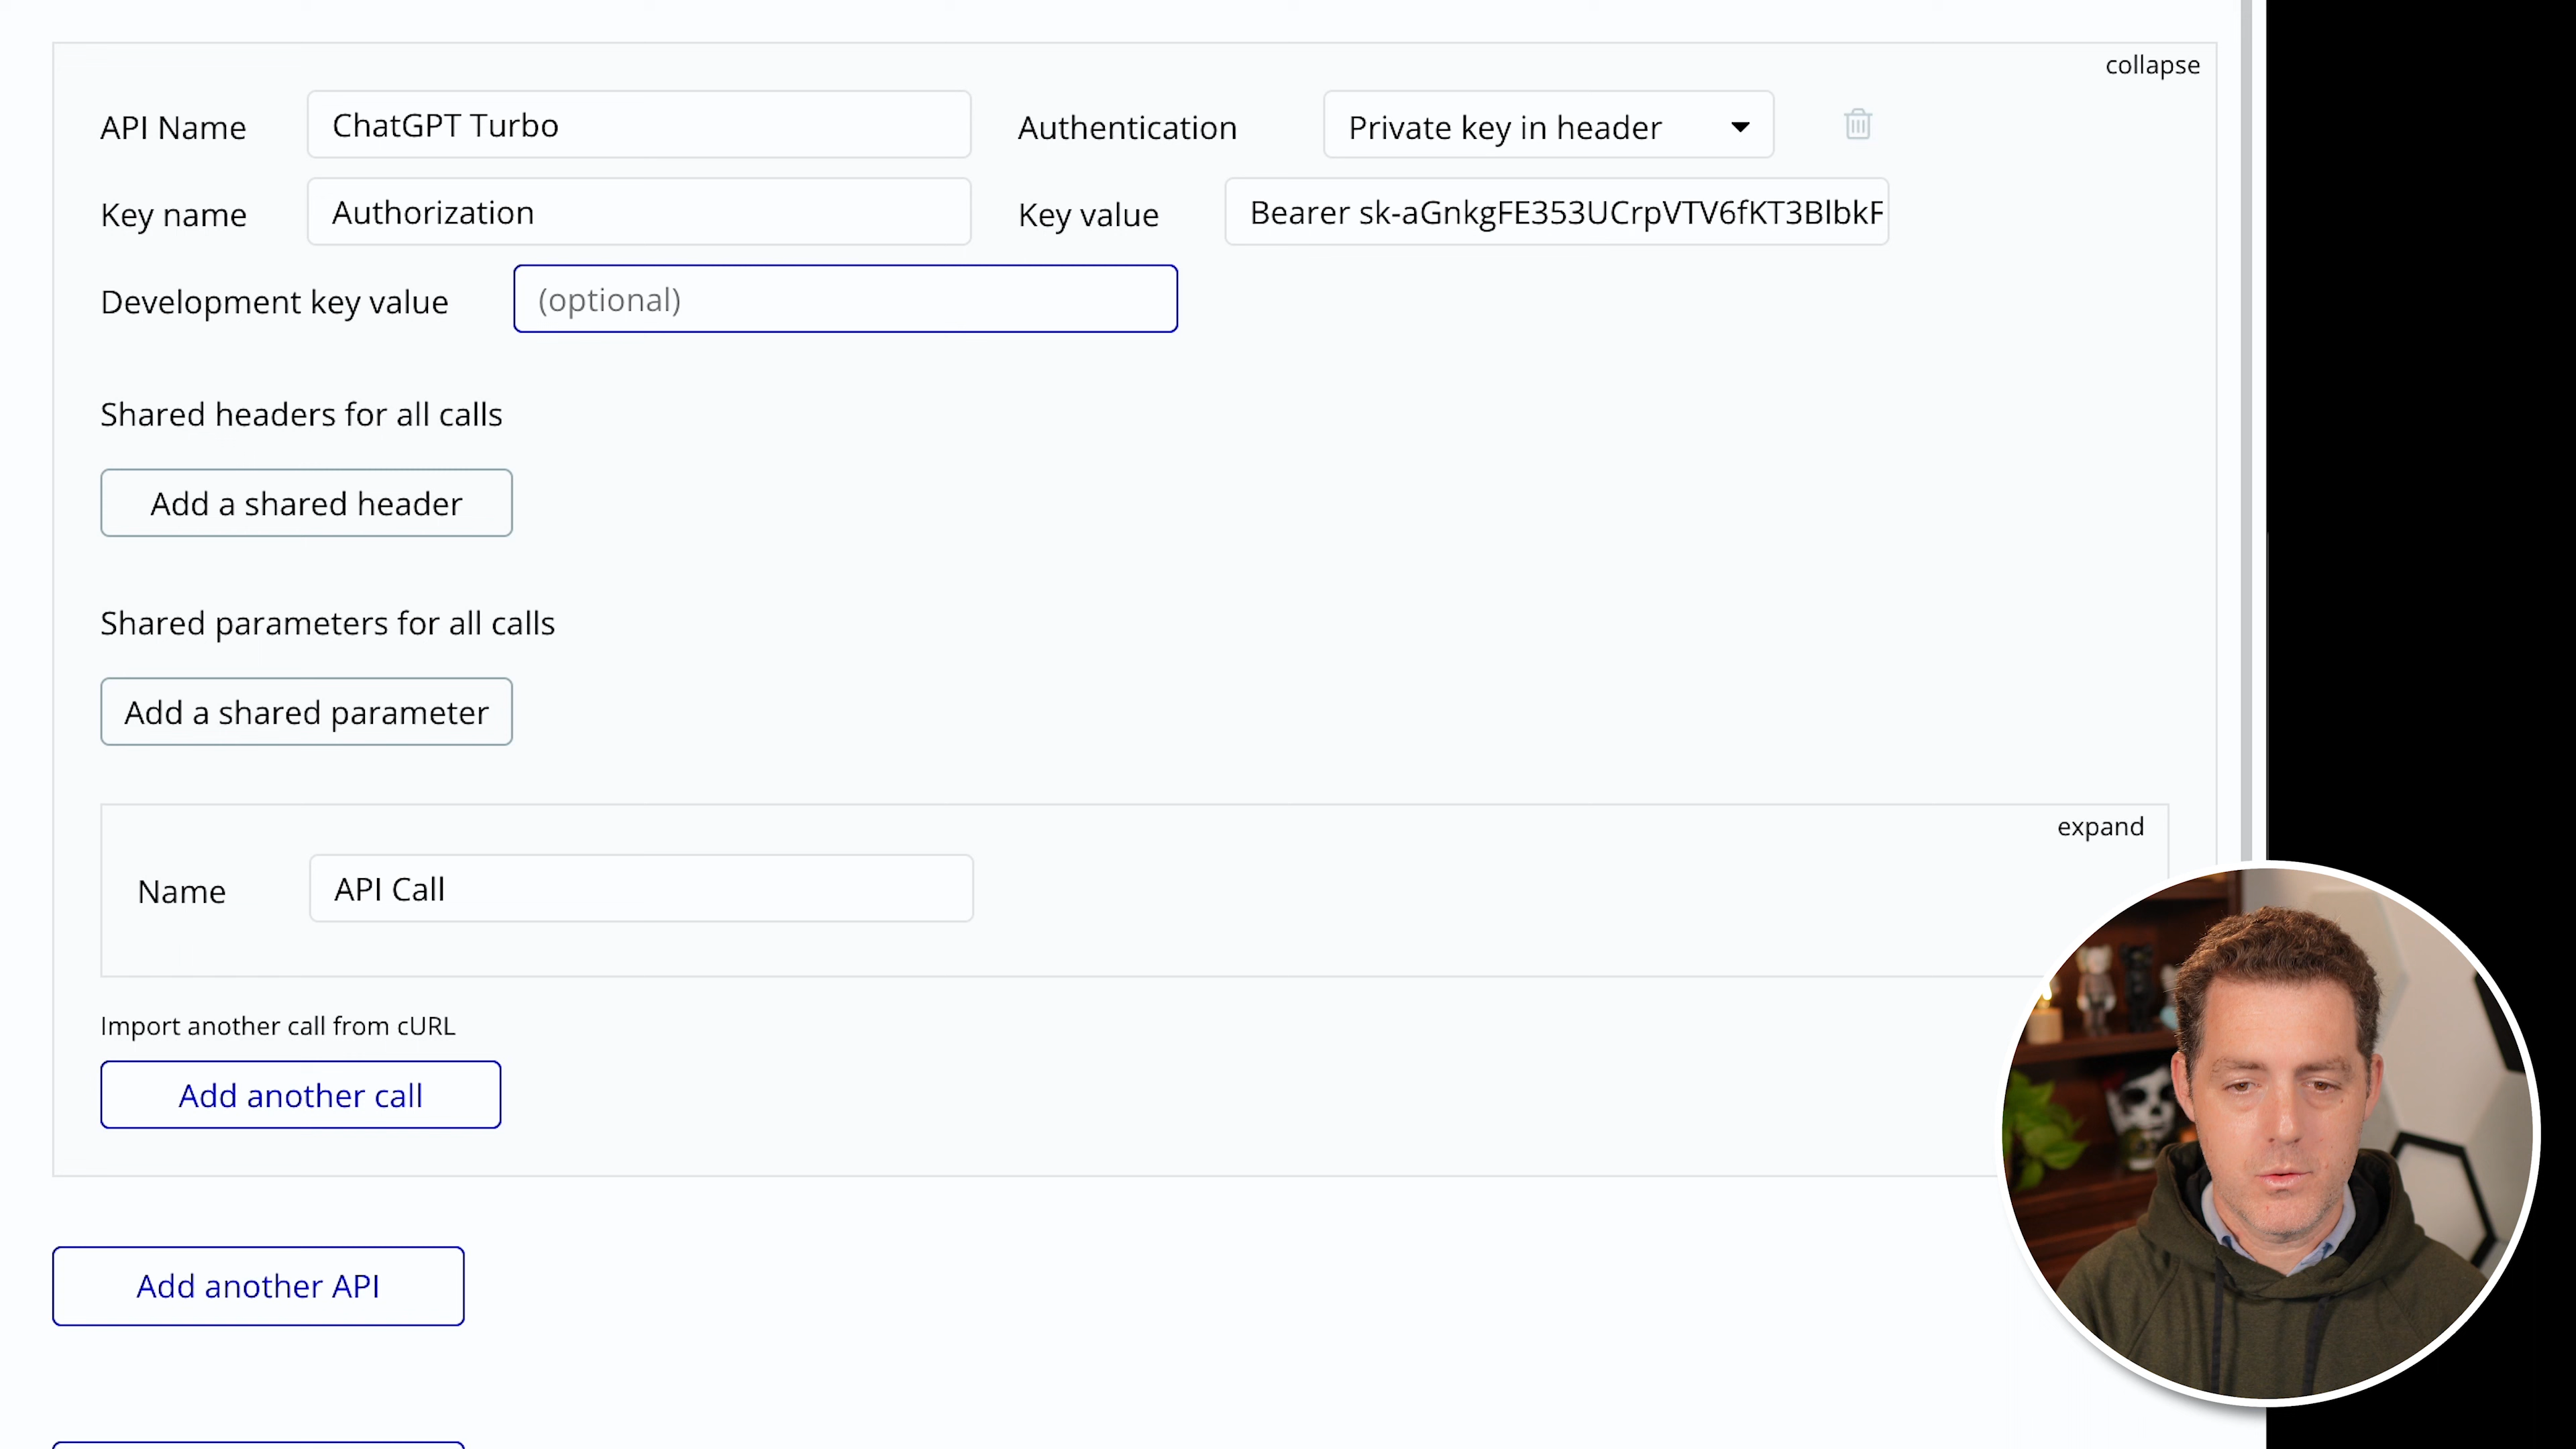 collapse
API Name ChatGPT Turbo Authentication Private key in header
Key name Authorization Key value Bearer sk-aGnkgFE353UCrpVTV6fKT3BlbkF
Development key value (optional)
Shared headers for all calls
Add a shared header
Shared parameters for all calls
Add a shared parameter
expand
Name API Call
Import another call from cURL
Add another call
Add another API